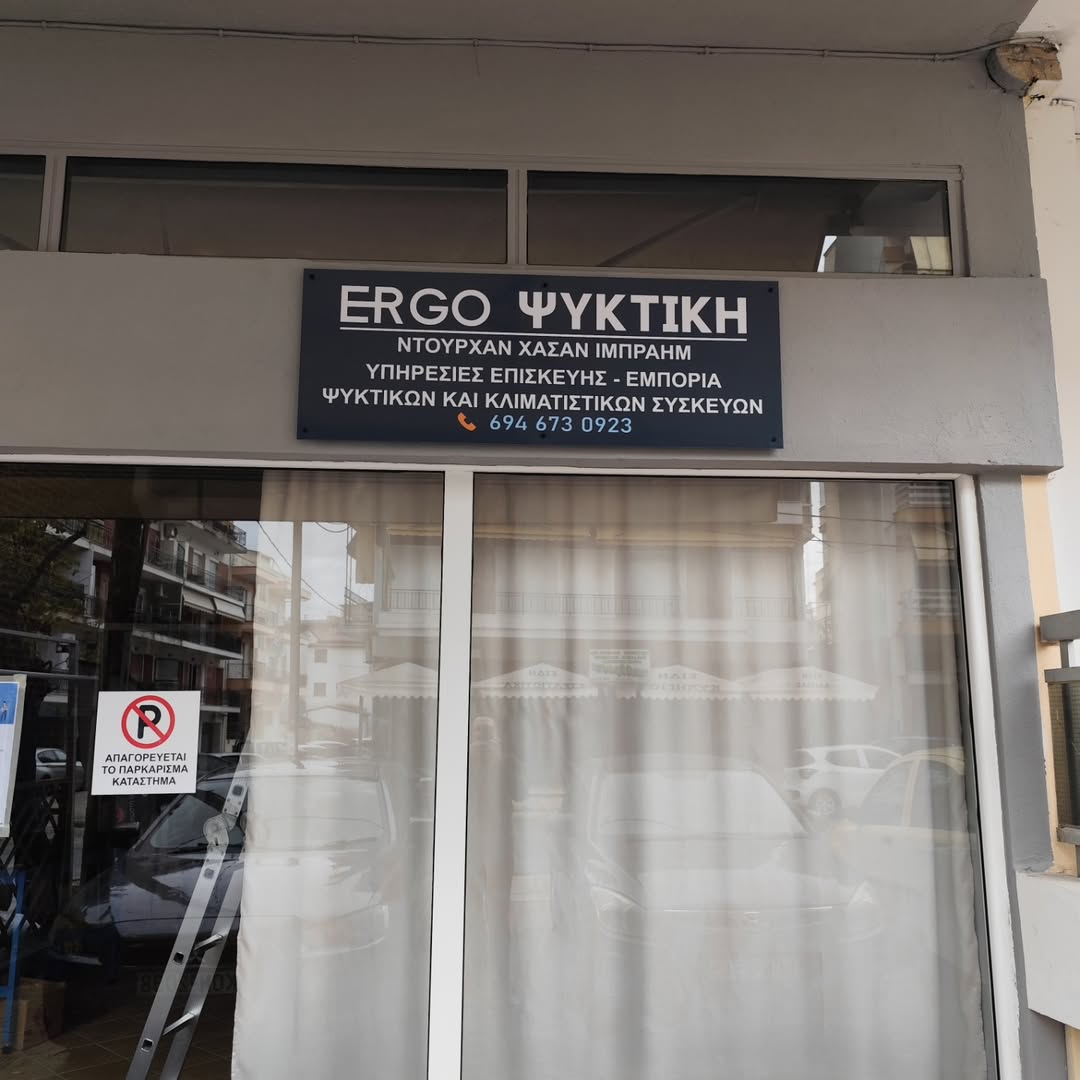 ERGO ΨΥΚΤΙΚΗ
ΝΤΟΥΡΧΑΝ ΧΑΣΑΝ ΙΜΠΡΑΗΜ
ΥΠΗΡΕΣΙΕΣ ΕΠΙΣΚΕΥΗΣ - ΕΜΠΟΡΙΑ
ΨΥΚΤΙΚΩΝ ΚΑΙ ΚΛΙΜΑΤΙΣΤΙΚΩΝ ΣΥΣΚΕΥΩΝ
694 673 0923
P
ΑΠΑΓΟΡΕΥΕΤΑΙ
ΤΟ ΠΑΡΚΑΡΙΣΜΑ
ΚΑΤΑΣΤΗΜΑ